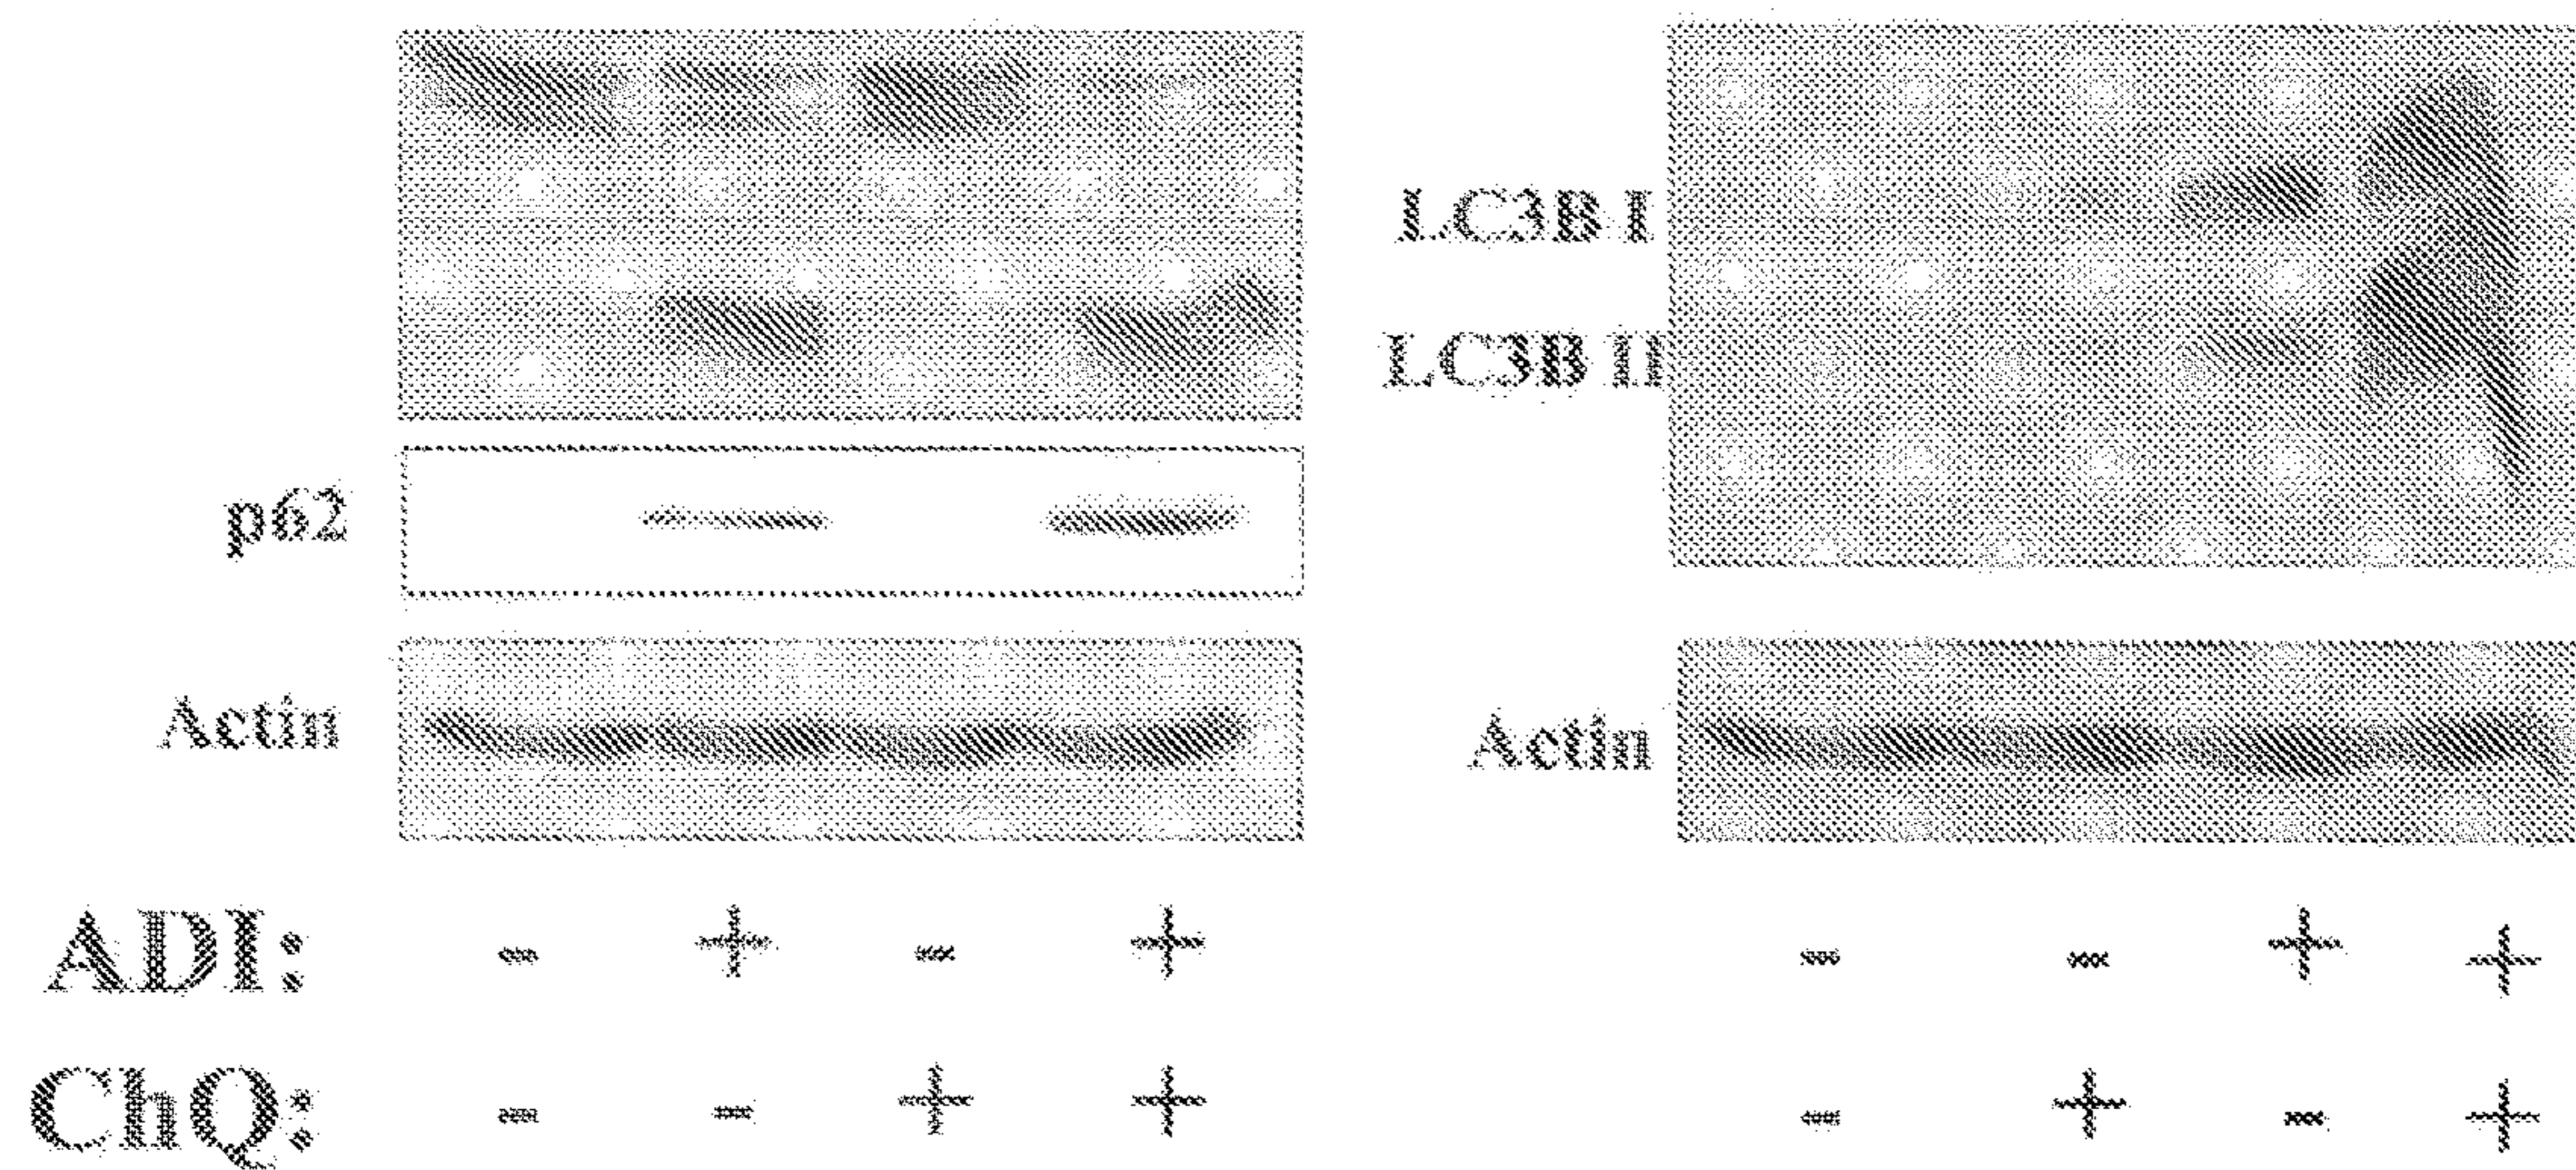 LC3B I
LC3B II
p62
Actin
Actin
ADI: - + - + - - + +
ChQ: - - + + - + - +